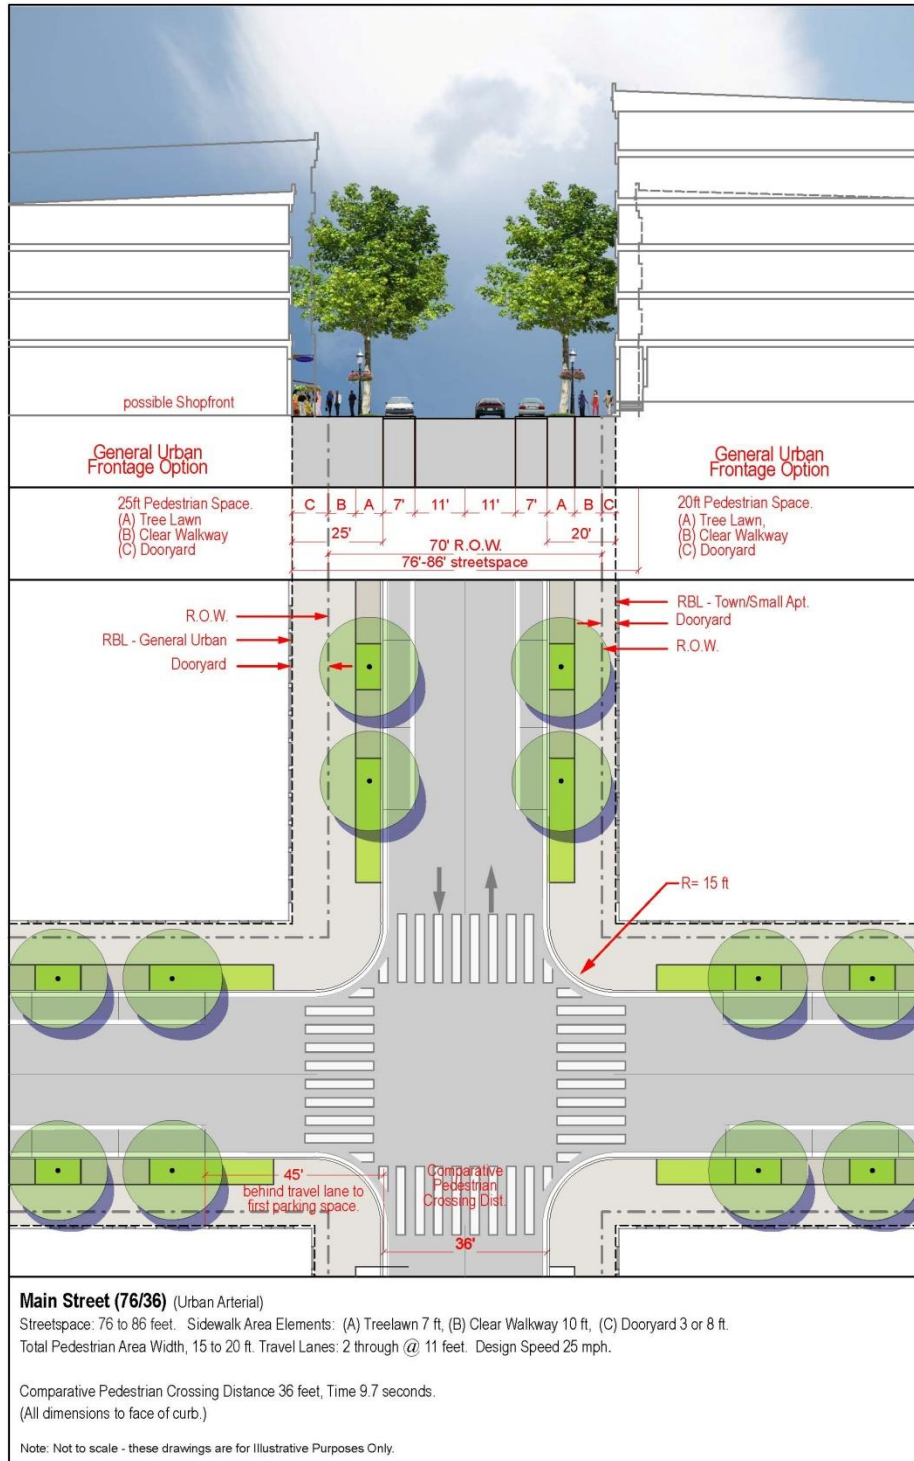 possible Shopfront
General Urban
Frontage Option
General Urban
Frontage Option
25ft Pedestrian Space.
(A) Tree Lawn
(B) Clear Walkway
(C) Dooryard
C B A 7' 11' 11' 7' A B C
25'
20'
70' R.O.W.
76'-86' streetspace
20ft Pedestrian Space.
(A) Tree Lawn,
(B) Clear Walkway
(C) Dooryard
R.O.W.
RBL - General Urban
Dooryard
RBL - Town/Small Apt.
Dooryard
R.O.W.
R= 15 ft
45'
behind travel lane to
first parking space.
Comparative
Pedestrian
Crossing Dist.
36'
Main Street (76/36) (Urban Arterial)
Streetspace: 76 to 86 feet. Sidewalk Area Elements: (A) Treelawn 7 ft, (B) Clear Walkway 10 ft, (C) Dooryard 3 or 8 ft.
Total Pedestrian Area Width, 15 to 20 ft. Travel Lanes: 2 through @ 11 feet. Design Speed 25 mph.
Comparative Pedestrian Crossing Distance 36 feet, Time 9.7 seconds.
(All dimensions to face of curb.)
Note: Not to scale - these drawings are for Illustrative Purposes Only.